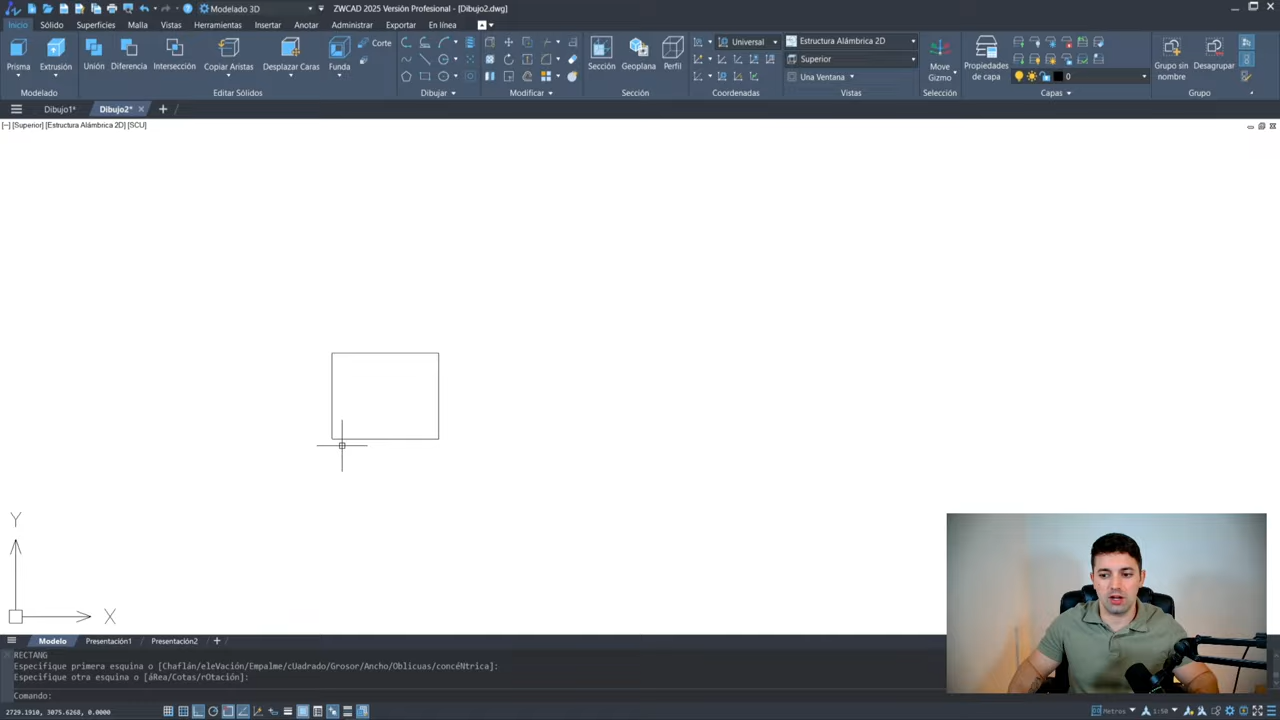 Modelado 3D
ZWCAD 2025 Versión Profesional - [Dibujo2.dwg]
Inicio Sólido Superficies Malla Vistas Herramientas Insertar Anotar Administrar Exportar En línea
Corte
Universal
Estructura Alámbrica 2D
Superior
Una Ventana
0
Prisma Extrusión Unión Diferencia Intersección Copiar Aristas Desplazar Caras Funda Sección Geoplana Perfil Move Gizmo Propiedades de capa Grupo sin nombre Desagrupar
Modelado Editar Sólidos Dibujar Modificar Sección Coordenadas Vistas Selección Capas Grupo
Dibujo1* Dibujo2*
[−] [Superior] [Estructura Alámbrica 2D] [SCU]
Y
X
Modelo Presentación1 Presentación2
RECTANG
Especifique primera esquina o [Chaflán/eleVación/Empalme/cUadrado/Grosor/Ancho/Oblicuas/concéNtrica]:
Especifique otra esquina o [áRea/Cotas/rOtación]:
Comando:
2729.1910, 3075.6268, 0.0000
Metros 1:50